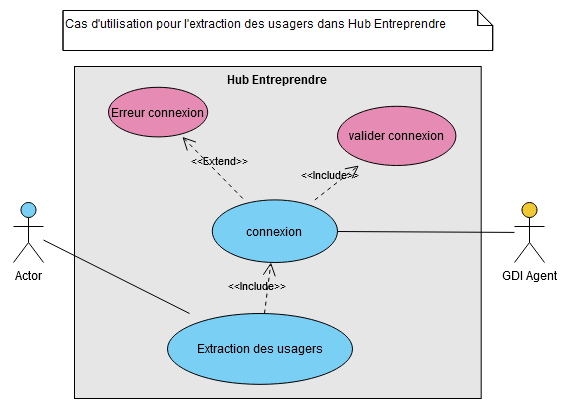 Cas d'utilisation pour l'extraction des usagers dans Hub Entreprendre
Hub Entreprendre
Erreur connexion
valider connexion
<<Extend>>
<<Include>>
connexion
Actor
GDI Agent
<<Include>>
Extraction des usagers